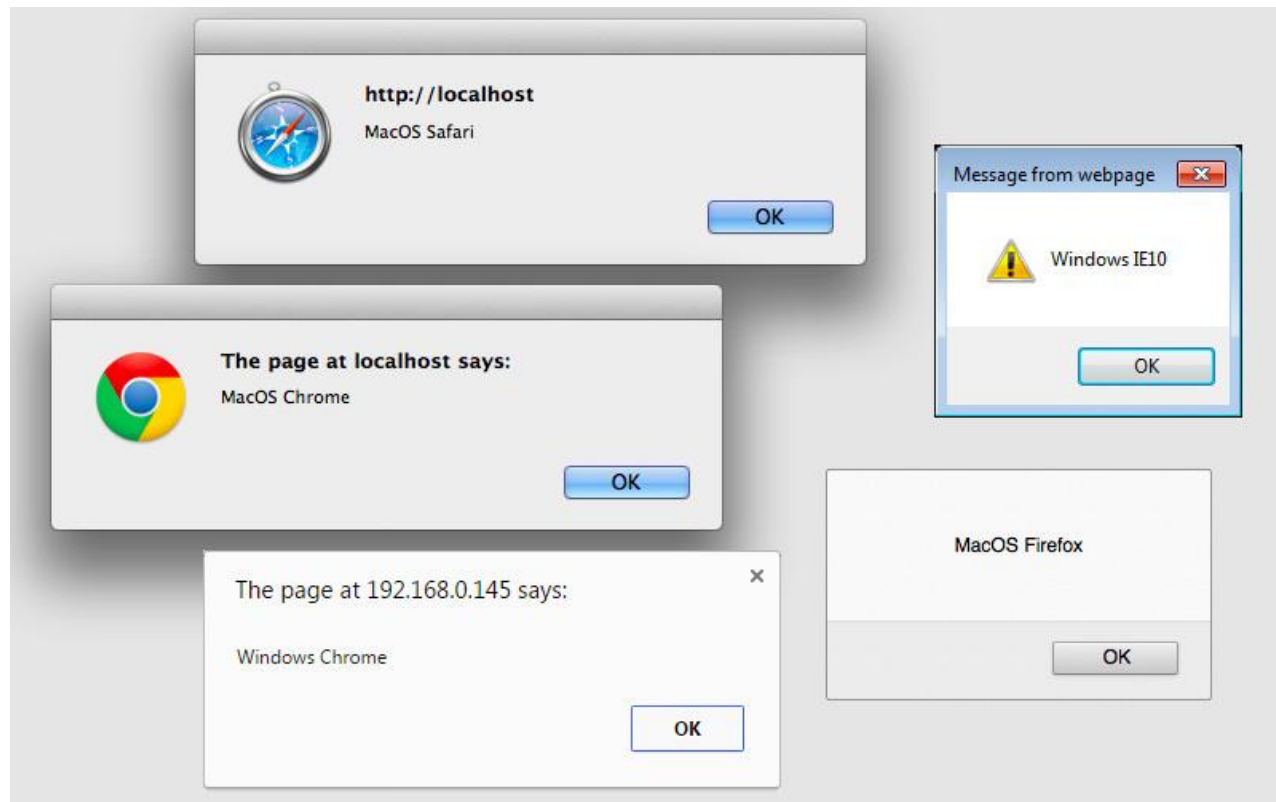 http://localhost
MacOS Safari
OK
Message from webpage
Windows IE10
OK
The page at localhost says:
MacOS Chrome
OK
MacOS Firefox
OK
The page at 192.168.0.145 says:
Windows Chrome
OK